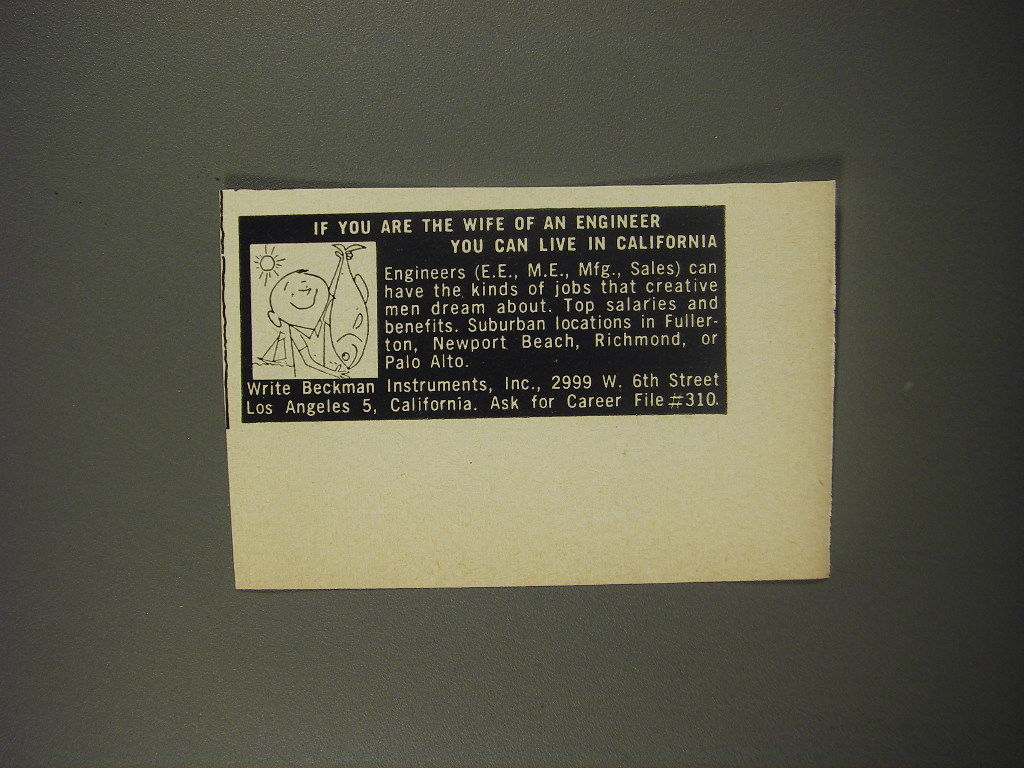 IF YOU ARE THE WIFE OF AN ENGINEER
YOU CAN LIVE IN CALIFORNIA
Engineers (E.E., M.E., Mfg., Sales) can
have the kinds of jobs that creative
men dream about. Top salaries and
benefits. Suburban locations in Fuller-
ton, Newport Beach, Richmond, or
Palo Alto.
Write Beckman Instruments, Inc., 2999 W. 6th Street
Los Angeles 5, California. Ask for Career File #310.